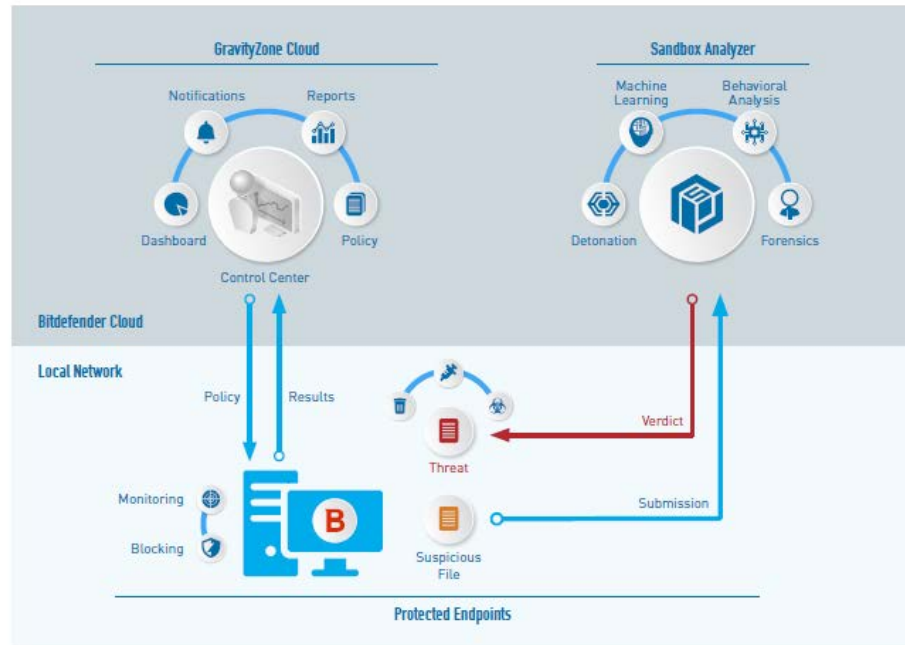 GravityZone Cloud
Sandbox Analyzer
Notifications
Reports
Dashboard
Policy
Control Center
Machine
Learning
Behavioral
Analysis
Detonation
Forensics
Bitdefender Cloud
Local Network
Policy
Results
Verdict
Threat
Monitoring
Blocking
B
Submission
Suspicious
File
Protected Endpoints